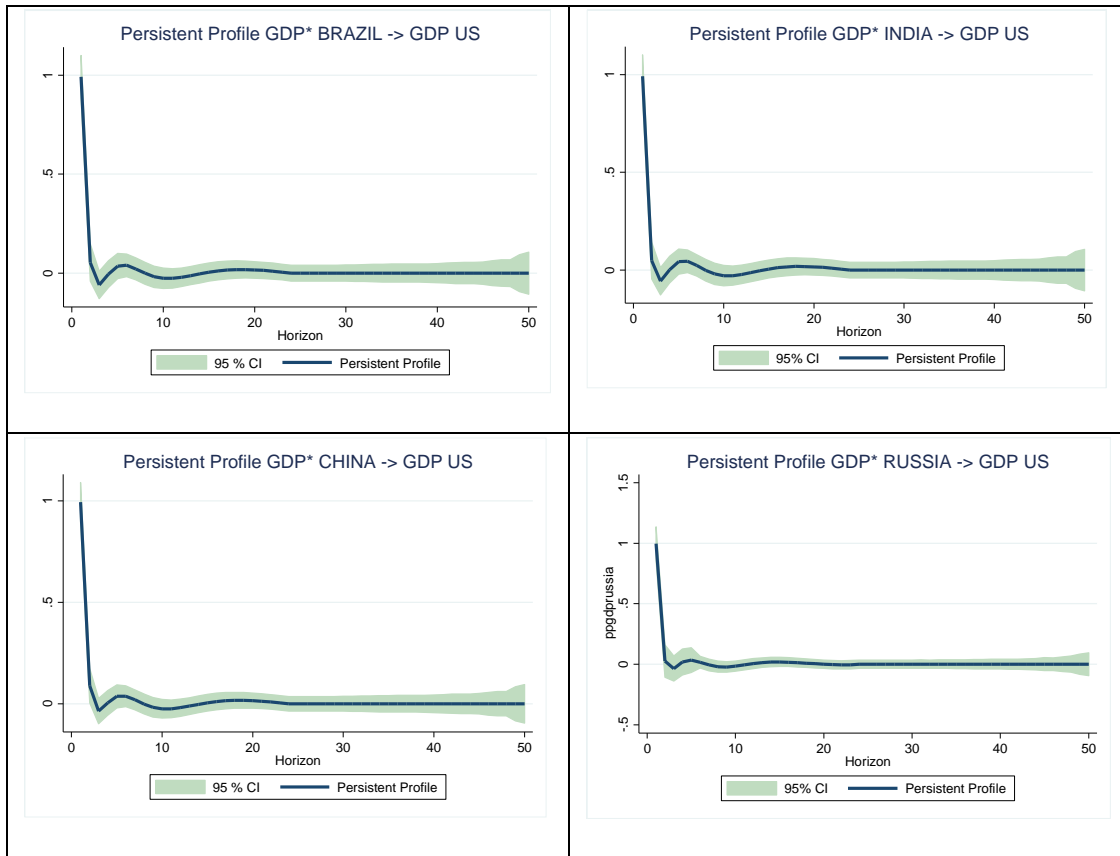 Persistent Profile GDP* BRAZIL -> GDP US
1
.5
0
0 10 20 30 40 50
Horizon
95 % CI Persistent Profile
Persistent Profile GDP* INDIA -> GDP US
1
.5
0
0 10 20 30 40 50
Horizon
95% CI Persistent Profile
Persistent Profile GDP* CHINA -> GDP US
1
.5
0
0 10 20 30 40 50
Horizon
95 % CI Persistent Profile
Persistent Profile GDP* RUSSIA -> GDP US
ppgdprussia
1.5
1
.5
0
-.5
0 10 20 30 40 50
Horizon
95% CI Persistent Profile